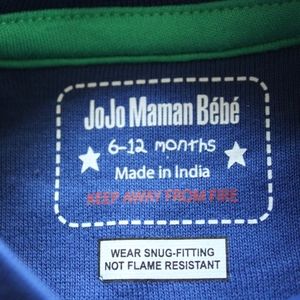 JoJo Maman Bébé
6-12 months
Made in India
KEEP AWAY FROM FIRE
WEAR SNUG-FITTING
NOT FLAME RESISTANT